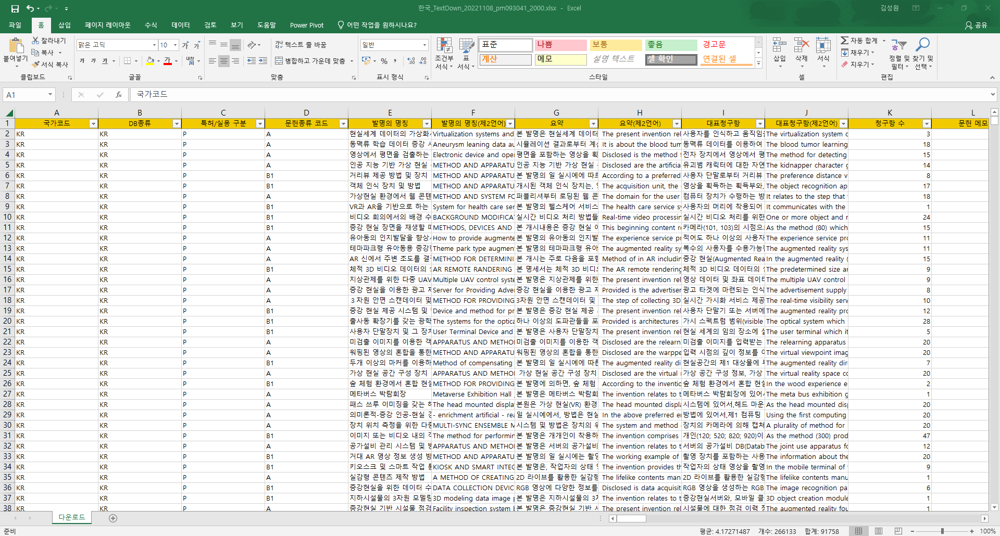 한국_TextDown_20221108_pm093041_2000.xlsx - Excel
김성원
파일 홈 삽입 페이지 레이아웃 수식 데이터 검토 보기 도움말 Power Pivot 어떤 작업을 원하시나요? 공유
붙여넣기 잘라내기 복사 서식 복사 클립보드
맑은 고딕 10 가 가 가 가 가 가 가 내천 글꼴
텍스트 줄 바꿈 병합하고 가운데 맞춤 맞춤
일반 % 표시 형식
조건부 서식 표 서식
표준 나쁨 보통 좋음 경고문
계산 메모 설명 텍스트 셀 확인 연결된 셀
스타일
삽입 삭제 서식 셀
자동 합계 채우기 지우기 정렬 및 필터 찾기 및 선택 편집
A1 fx 국가코드
A B C D E F G H I J K L
1 국가코드 DB종류 특허/실용 구분 문헌종류 코드 발명의 명칭 발명의 명칭(제2언어) 요약 요약(제2언어) 대표청구항 대표청구항(제2언어) 청구항 수 문헌 메모
2 KR KR P A 현실세계 데이터의 가상화 Virtualization systems and 본 발명은 현실세계 데이터 The present invention rel 사용자를 인식하고 움직임을 The virtualization system 3
3 KR KR P A 동맥류 학습 데이터 증강 Aneurysm leaning data 시뮬레이션 결과로부터 It is about the blood tum 동맥류 데이터를 이용하여 The blood tumor learning 18
4 KR KR P A 영상에서 평면을 검출하는 Electronic device and oper 평면을 포함하는 영상을 Disclosed is the method 전자 장치에서 영상에서 The method for detecting 15
5 KR KR P A 인공 지능 기반 가상 현실 METHOD AND APPARATU 인공 지능 기반 가상 현실 Disclosed are the artificia 유괴범 캐릭터에 대한 자연 The kidnapper character 14
6 KR KR P B1 거리뷰 제공 방법 및 장치 METHOD AND APPARATU 본 발명의 일 실시예에 따르 According to a preferred 사용자 단말로부터 거리뷰 The preference distance v 8
7 KR KR P B1 객체 인식 장치 및 방법 METHOD AND APPARATU 개시된 객체 인식 장치는, The acquisition unit, the 영상을 획득하는 획득부와, The object recognition ap 17
8 KR KR P A 가상현실 환경에서 웹 콘텐 METHOD AND SYSTEM FO 퍼블리셔부터 로딩된 웹 콘 The domain for the user 컴퓨터 장치가 수행하는 방 It relates to the step that 18
9 KR KR P B1 VR과 AR을 기반으로 하는 System for health care ser 본 발명의 헬스케어 서비스 The health care service sy 사용자의 머리에 착용되어 It communicates with the 1
10 KR KR P B1 비디오 회의에서의 배경 수 BACKGROUND MODIFICAT 실시간 비디오 처리 방법들 Real-time video processin 실시간 비디오 처리를 위한 One or more object and 24
11 KR KR P B1 증강 현실 장면을 재생할 METHODS, DEVICES AND 본 개시내용은 증강 현실 This beginning content 카메라(101, 103)의 시점으 As the method (80) which 15
12 KR KR P A 유아동의 인지발달을 향상 How to provide augmente 본 발명의 유아동의 인지발 The experience service pr 적어도 하나 이상의 사용자 The experience service pro 11
13 KR KR P A 테마파크형 유아동용 증강 Theme park type augmen 본 발명의 테마파크형 유아 The augmented reality sy 복수의 사용자를 수용가능 The augmented reality sys 11
14 KR KR P A AR 신에서 주변 조도를 METHOD FOR DETERMINI 본 개시는 주로 다음을 포함 Method of in AR includin 증강 현실(Augmented Rea In the augmented reality ( 15
15 KR KR P B1 체적 3D 비디오 데이터의 AR REMOTE RANDERING 본 명세서는 체적 3D 비디오 The AR remote rendering 체적 3D 비디오 데이터의 The predetermined size ar 9
16 KR KR P A 지상관제를 위한 다중 UAV Multiple UAV control syste 본 발명은 지상관제를 위한 The present invention rel 영상 데이터 및 좌표 데이터 The multiple UAV control 9
17 KR KR P A 증강 현실을 이용한 광고 Server for Providing Adve 증강 현실을 이용한 광고 Provided is the advertiser 광고 타겟에 마련되는 인식 The advertisement supply 8
18 KR KR P A 3차원 안면 스캔데이터 및 METHOD FOR PROVIDING 3차원 안면 스캔데이터 및 The step of collecting 3D 실시간 가시화 서비스 제공 The real-time visibility serv 10
19 KR KR P B1 증강 현실 제공 시스템 및 Device and method for pr 본 발명은 증강 현실 제공 The present invention rel 사용자 단말기 또는 서버에 The augmented reality pro 12
20 KR KR P B1 출사동 확장기를 갖는 광학 The systems for the optica 하나 이상의 도파관들을 포 Provided is architectures 가시 스펙트럼 범위(visible The optical system which 28
21 KR KR P B1 사용자 단말장치 및 그 장치 User Terminal Device and 본 발명은 사용자 단말장치 The present invention rel 현실 세계의 임의 장소에 The user terminal which it 5
22 KR KR P A 미검출 이미지를 이용한 객 APPARATUS AND METHO 미검출 이미지를 이용한 객 Disclosed are the relearn 미검출 이미지를 입력받는 The relearning apparatus 20
23 KR KR P A 워핑된 영상의 혼합을 통한 METHOD AND APPARATU 워핑된 영상의 혼합을 통한 Disclosed are the warppe 입력 시점의 깊이 정보를 The virtual viewpoint imag 20
24 KR KR P B1 두개 이상의 마커를 이용하 Method of compensating 본 발명의 일 실시예에 따른 The augmented reality di 현실공간의 제1 대상물에 The augmented reality dir 7
25 KR KR P A 가상 현실 공간 구성 장치 APPARATUS AND METHO 가상 현실 공간 구성 장치 Disclosed are the virtual 가상 공간 구성 정보, 가상 The virtual reality space co 20
26 KR KR P B1 숲 체험 환경에서 혼합 현실 METHOD FOR PROVIDING 본 발명에 의하면, 숲 체험 According to the inventio 숲 체험 환경에서 혼합 현실 In the wood experience e 2
27 KR KR P A 메타버스 박람회장 Metaverse Exhibition Hall 본 발명은 메타버스 박람회 The invention relates to t 메타버스 박람회장에 있어 The meta bus exhibition g 1
28 KR KR P A 패스 쓰루 이미징을 갖는 The head mounted display 본원은 가상 현실(VR) 환경 The head mounted displa 시스템에 있어서,헤드 마운 As the head mounted disp 20
29 KR KR P A 의미론적-증강 인공-현실 - enrichment artificial - rea 일 실시예에서, 방법은 현실 In the above preferred e 방법에 있어서,제1 컴퓨팅 Using the first computing 20
30 KR KR P A 장치 위치 측정을 위한 다중 MULTI-SYNC ENSEMBLE M 시스템 및 방법은 장치의 위 The system and method 장치의 카메라에 의해 캡처 A plurality of method for 20
31 KR KR P B1 이미지 또는 비디오 내의 The method for performin 본 발명은 개개인이 착용하 The invention comprises 개인(120; 520; 820; 920)이 As the method (300) prod 47
32 KR KR P A 공가설비 관리 시스템 및 APPARATUS AND METHO 본 발명은 서버의 공가설비 The invention relates to t 서버의 공가설비 DB(Datab The joint use apparatus fo 12
33 KR KR P A 거대 AR 영상 정보 생성 방 METHOD AND APPARATU 본 발명의 일 실시예는 촬영 The working example of 촬영 장치를 포함하는 사용 The information about the 20
34 KR KR P B1 키오스크 및 스마트 작업 통 KIOSK AND SMART INTEG 본 발명은, 작업자의 상태 The invention provides th 작업자의 상태 영상을 촬영 In the mobile terminal of 9
35 KR KR P A 실감형 콘텐츠 제작 방법 A METHOD OF CREATING 2D 라이브를 활용한 실감형 The lifelike contents man 2D 라이브를 활용한 실감형 The lifelike contents manu 1
36 KR KR P B1 증강현실을 위한 데이터 수 DATA COLLECTION DEVIC RGB 영상에 다양한 정보를 Disclosed is data acquisit RGB 영상을 생성하는 RGB The image recognition pa 6
37 KR KR P B1 지하시설물의 3차원 모델링 3D modeling data image p 본 발명은 지하시설물의 3차 The invention relates to t 증강현실서버와, 모바일 클 3D object creation module 1
38 KR KR P A 증강현실 기반 시설물 점검 Facility inspection system 본 발명은 증강현실 기반 The present invention rel 시설물에 대한 점검 이력 The augmented reality fou 1
다운로드
준비 평균: 4.17271487 개수: 266133 합계: 91758 100%